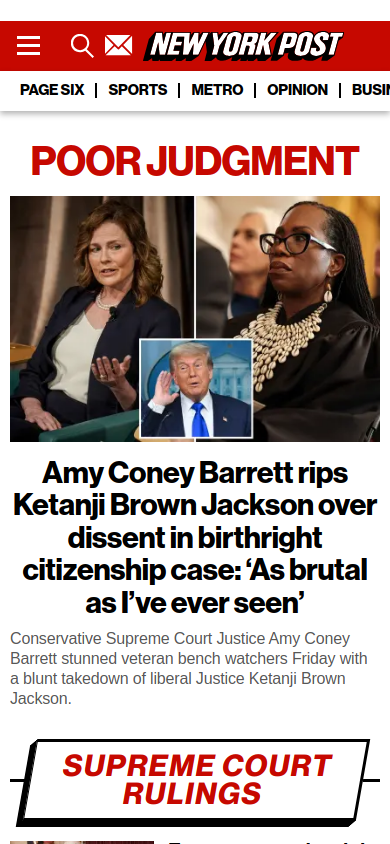 NEW YORK POST
PAGE SIX
SPORTS
METRO
OPINION
POOR JUDGMENT
Amy Coney Barrett rips
Ketanji Brown Jackson over
dissent in birthright
citizenship case: ‘As brutal
as I’ve ever seen’
Conservative Supreme Court Justice Amy Coney
Barrett stunned veteran bench watchers Friday with
a blunt takedown of liberal Justice Ketanji Brown
Jackson.
SUPREME COURT
RULINGS